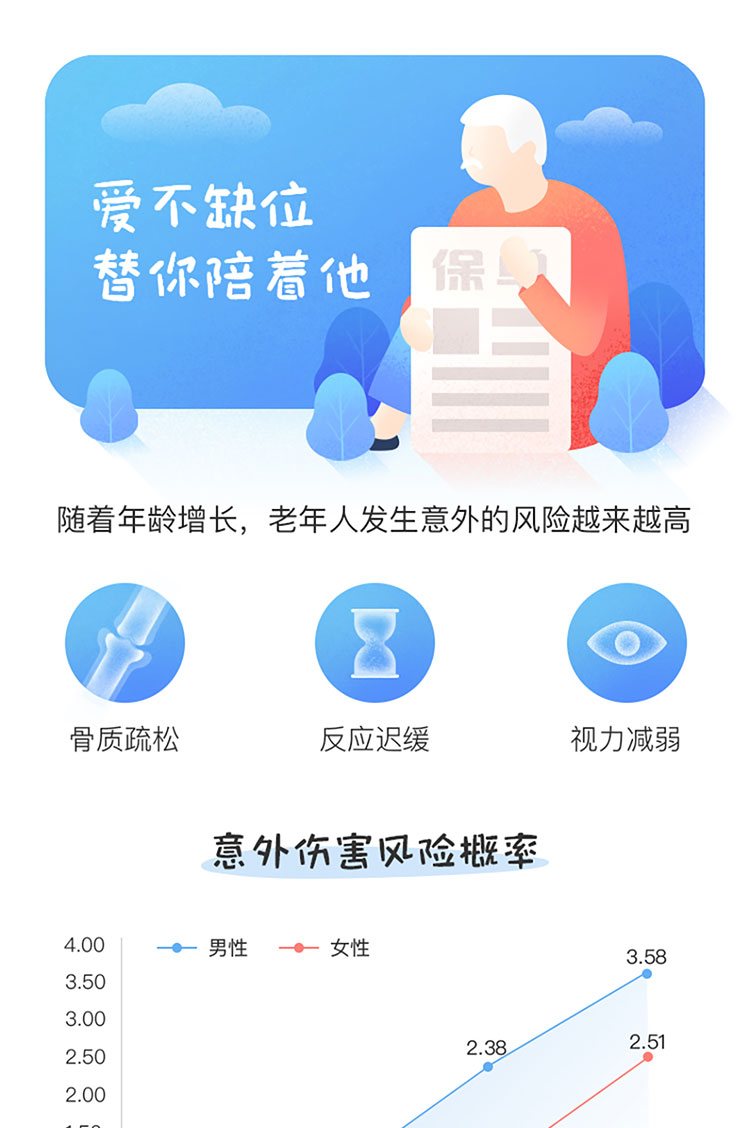 爱不缺位
替你陪着他
保单
随着年龄增长，老年人发生意外的风险越来越高
骨质疏松
反应迟缓
视力减弱
意外伤害风险概率
4.00
男性
女性
3.58
3.50
3.00
2.51
2.50
2.38
2.00